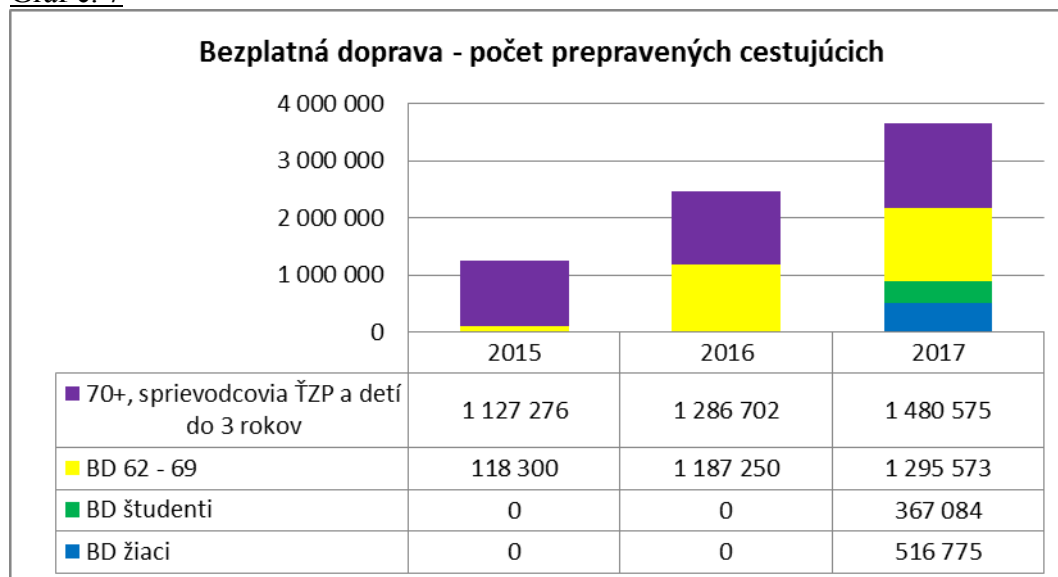 Graf č. 7
Bezplatná doprava - počet prepravených cestujúcich
4 000 000
3 000 000
2 000 000
1 000 000
0
2015 2016 2017
70+, sprievodcovia ŤZP a detí do 3 rokov 1 127 276 1 286 702 1 480 575
BD 62 - 69 118 300 1 187 250 1 295 573
BD študenti 0 0 367 084
BD žiaci 0 0 516 775